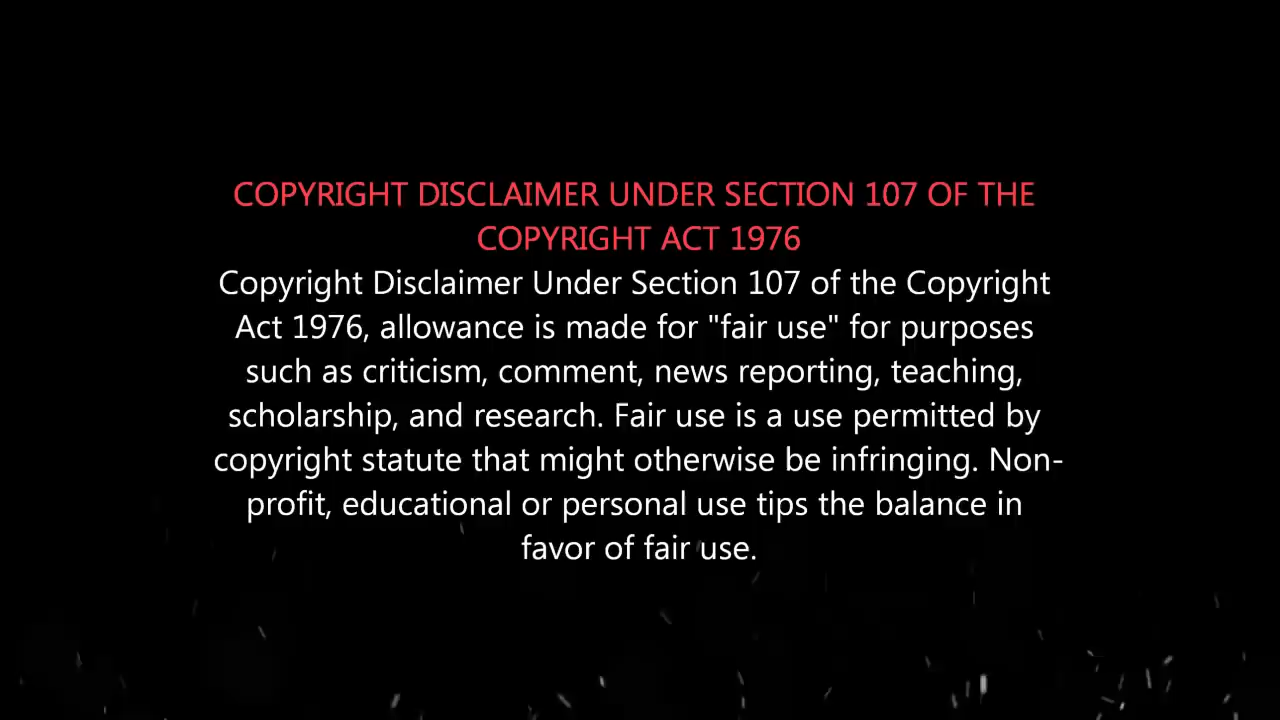 COPYRIGHT DISCLAIMER UNDER SECTION 107 OF THE
COPYRIGHT ACT 1976
Copyright Disclaimer Under Section 107 of the Copyright
Act 1976, allowance is made for "fair use" for purposes
such as criticism, comment, news reporting, teaching,
scholarship, and research. Fair use is a use permitted by
copyright statute that might otherwise be infringing. Non-
profit, educational or personal use tips the balance in
favor of fair use.